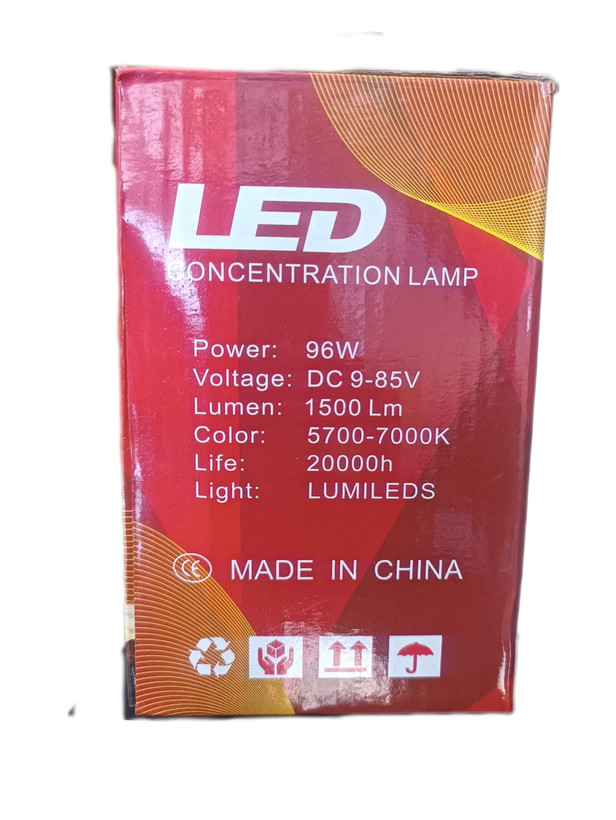 LED
CONCENTRATION LAMP
Power: 96W
Voltage: DC 9-85V
Lumen: 1500 Lm
Color: 5700-7000K
Life: 20000h
Light: LUMILEDS
CE MADE IN CHINA